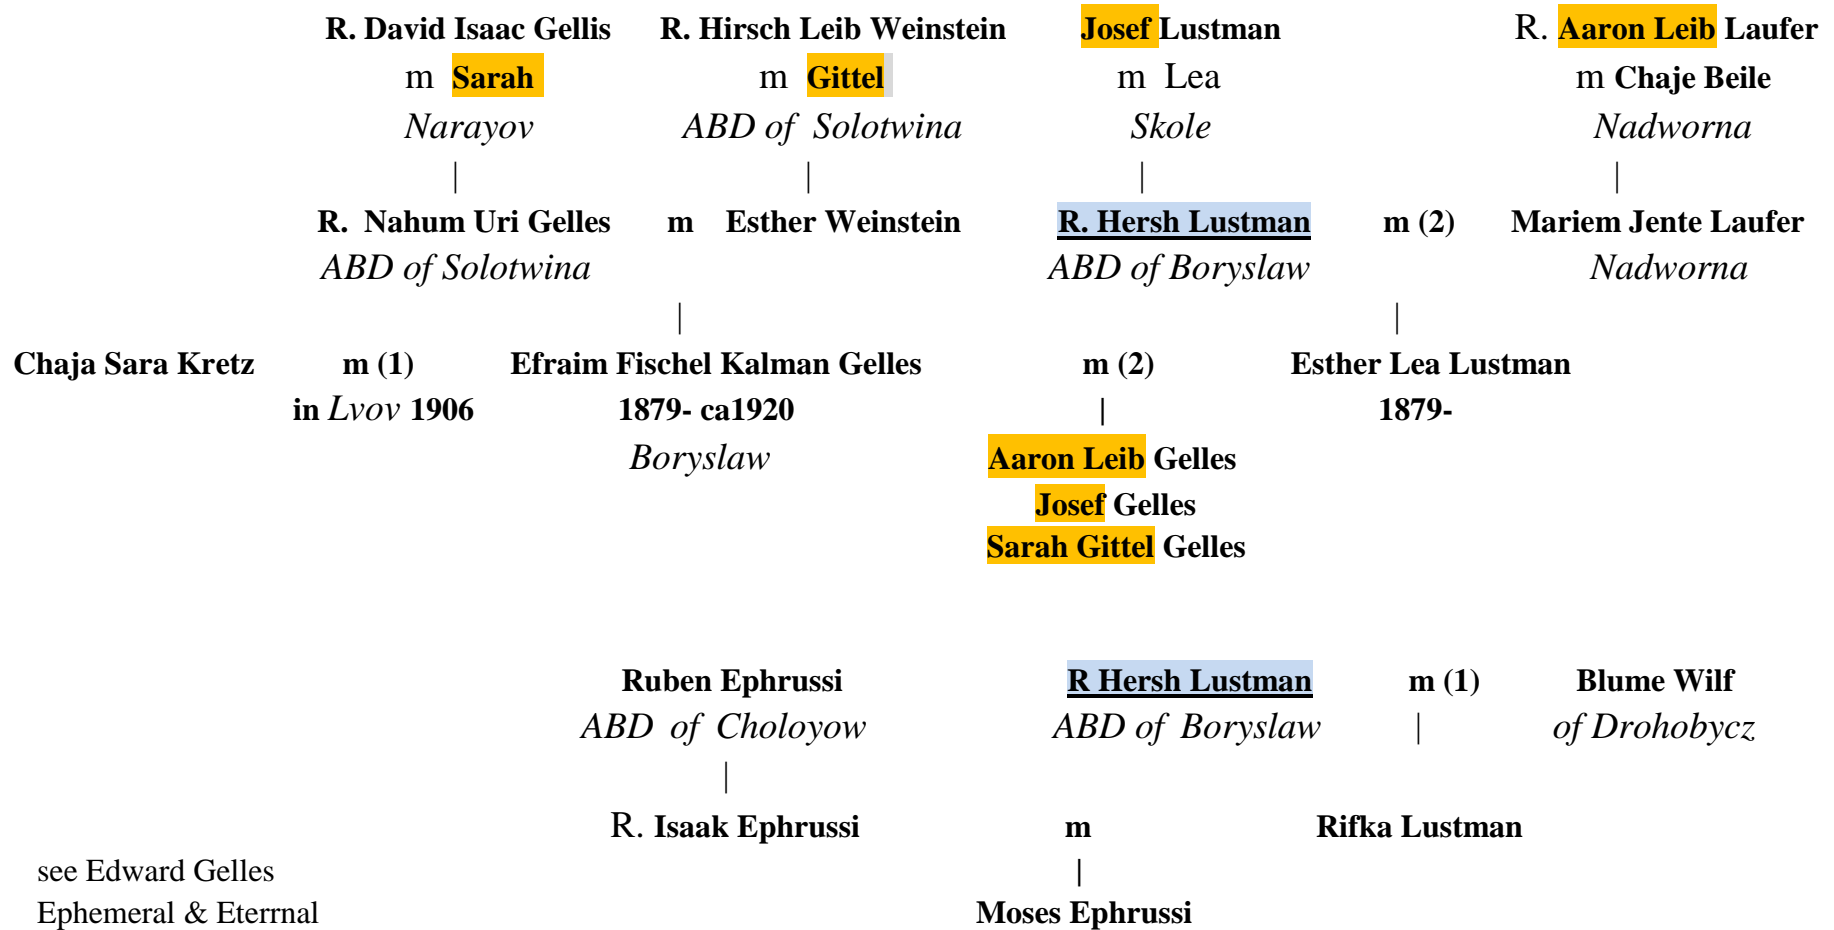 R. David Isaac Gellis R. Hirsch Leib Weinstein Josef Lustman R. Aaron Leib Laufer
m Sarah m Gittel m Lea m Chaje Beile
Narayov ABD of Solotwina Skole Nadworna
| | | |
R. Nahum Uri Gelles m Esther Weinstein R. Hersh Lustman m (2) Mariem Jente Laufer
ABD of Solotwina ABD of Boryslaw Nadworna
| |
Chaja Sara Kretz m (1) Efraim Fischel Kalman Gelles m (2) Esther Lea Lustman
in Lvov 1906 1879- ca1920 | 1879-
Boryslaw Aaron Leib Gelles
Josef Gelles
Sarah Gittel Gelles
Ruben Ephrussi R Hersh Lustman m (1) Blume Wilf
ABD of Choloyow ABD of Boryslaw | of Drohobycz
|
R. Isaak Ephrussi m Rifka Lustman
see Edward Gelles |
Ephemeral & Eterrnal Moses Ephrussi